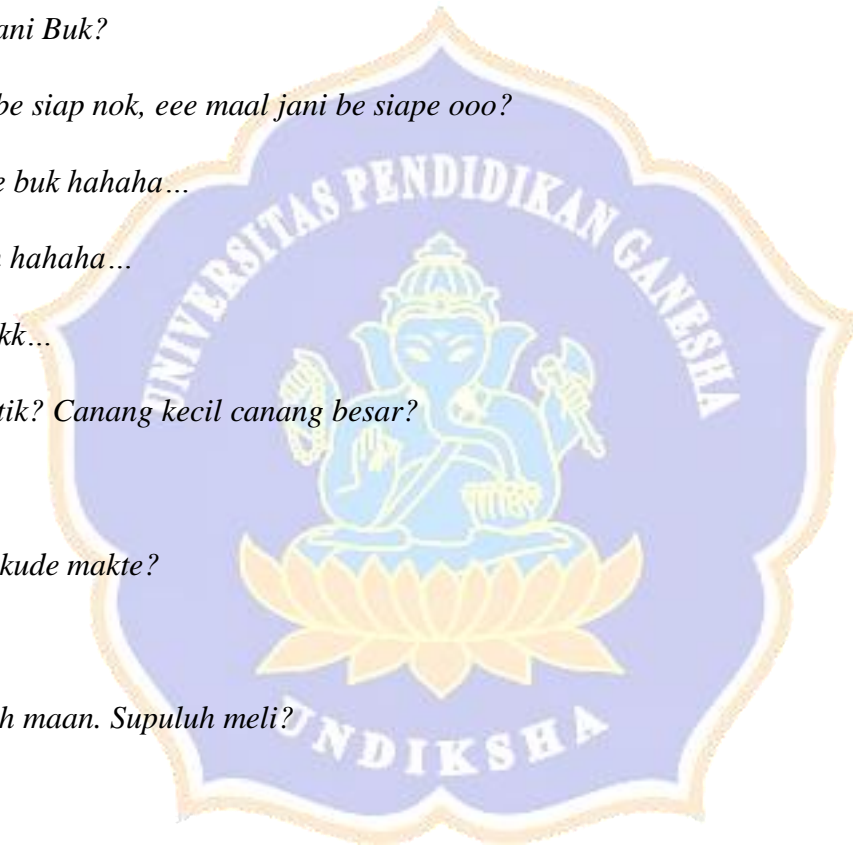 ani Buk?
be siap nok, eee maal jani be siape ooo?
e buk hahaha…
hahaha…
kk…
tik? Canang kecil canang besar?
kude makte?
h maan. Supuluh meli?
UNIVERSITAS PENDIDIKAN GANESHA
UNDIKSHA